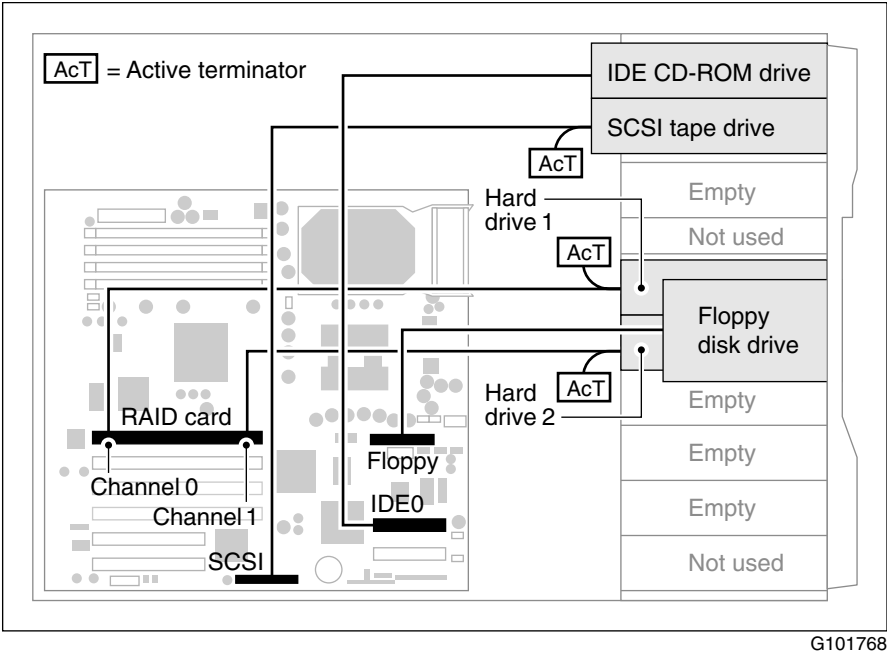 AcT = Active terminator
IDE CD-ROM drive
SCSI tape drive
AcT
Empty
Hard
drive 1
Not used
AcT
Floppy
disk drive
Hard
drive 2
AcT
Empty
RAID card
Floppy
Empty
Channel 0
IDE0
Empty
Channel 1
SCSI
Not used
G101768